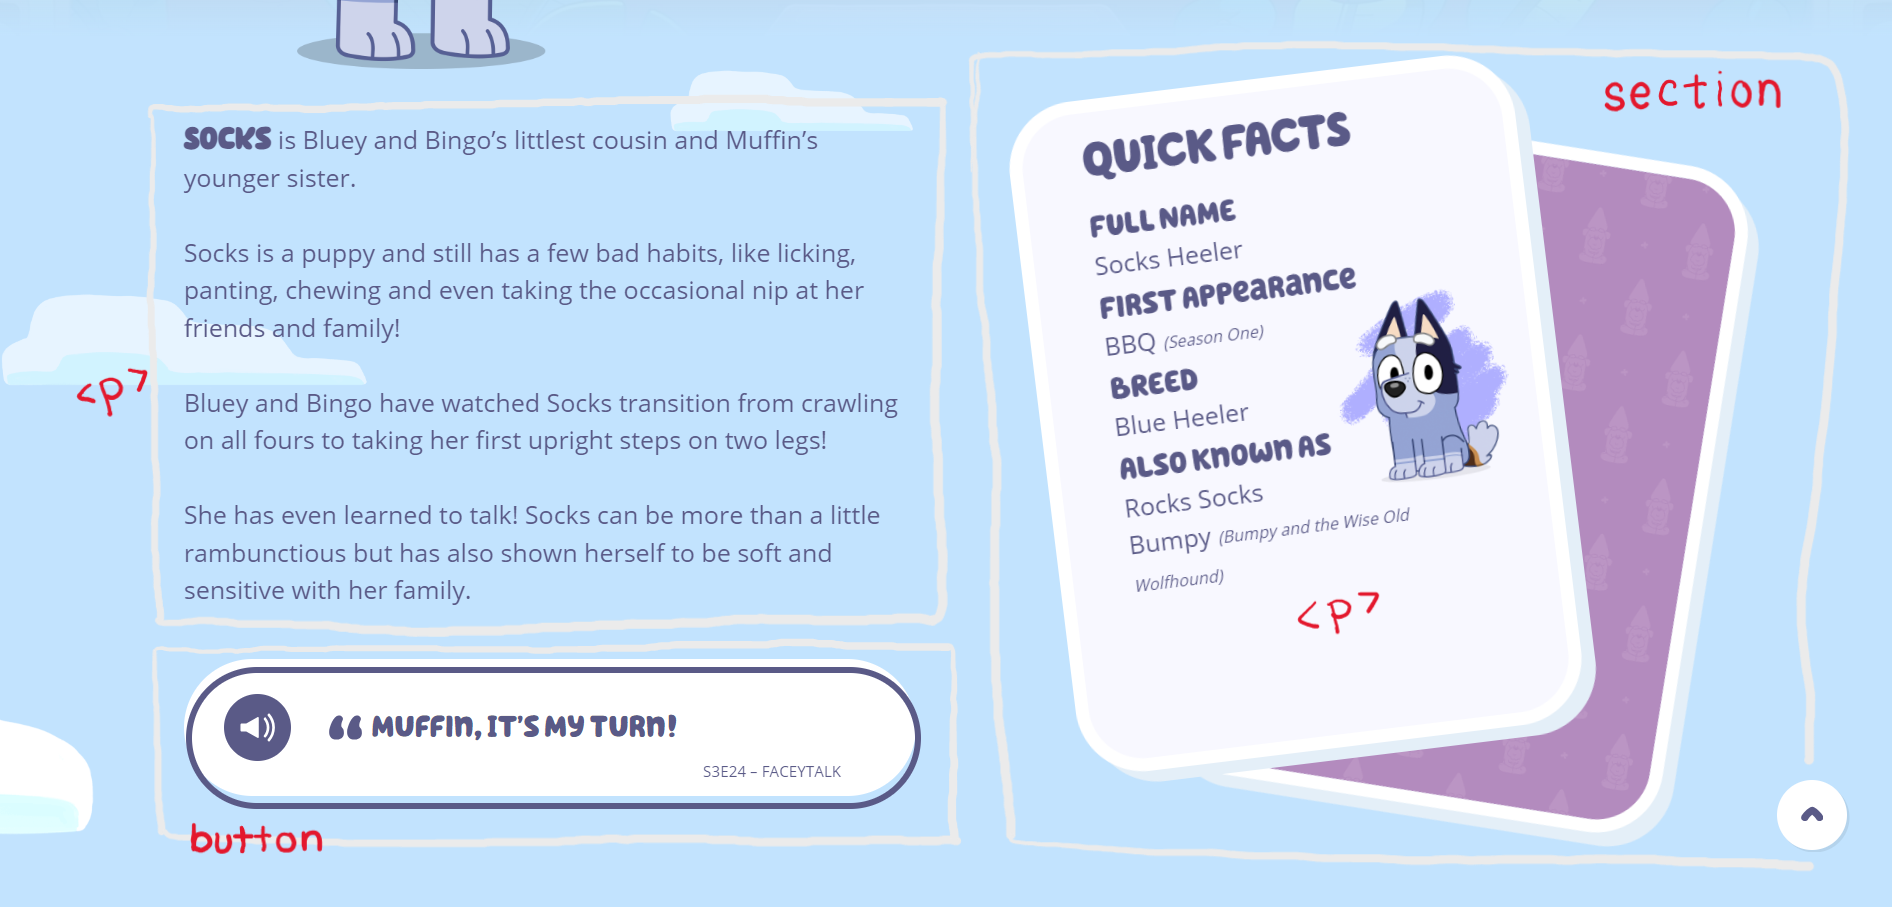 SOCKS is Bluey and Bingo’s littlest cousin and Muffin’s
younger sister.
Socks is a puppy and still has a few bad habits, like licking,
panting, chewing and even taking the occasional nip at her
friends and family!
<p>
Bluey and Bingo have watched Socks transition from crawling
on all fours to taking her first upright steps on two legs!
She has even learned to talk! Socks can be more than a little
rambunctious but has also shown herself to be soft and
sensitive with her family.
“ MUFFIN, IT’S MY TURN!
S3E24 – FACEYTALK
button
section
QUICK FACTS
FULL NAME
Socks Heeler
FIRST APPEARANCE
BBQ (Season One)
BREED
Blue Heeler
ALSO KNOWN AS
Rocks Socks
Bumpy (Bumpy and the Wise Old
Wolfhound)
<p>